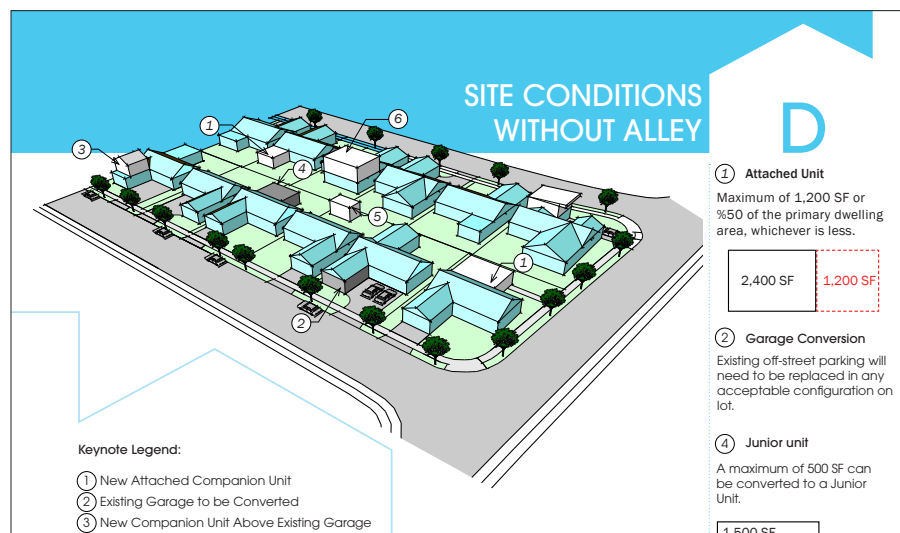 SITE CONDITIONS
WITHOUT ALLEY
D
1
6
3
4
5
1
2
1 Attached Unit
Maximum of 1,200 SF or
%50 of the primary dwelling
area, whichever is less.
2,400 SF
1,200 SF
2 Garage Conversion
Existing off-street parking will
need to be replaced in any
acceptable configuration on
lot.
4 Junior unit
A maximum of 500 SF can
be converted to a Junior
Unit.
1,500 SF
Keynote Legend:
1 New Attached Companion Unit
2 Existing Garage to be Converted
3 New Companion Unit Above Existing Garage